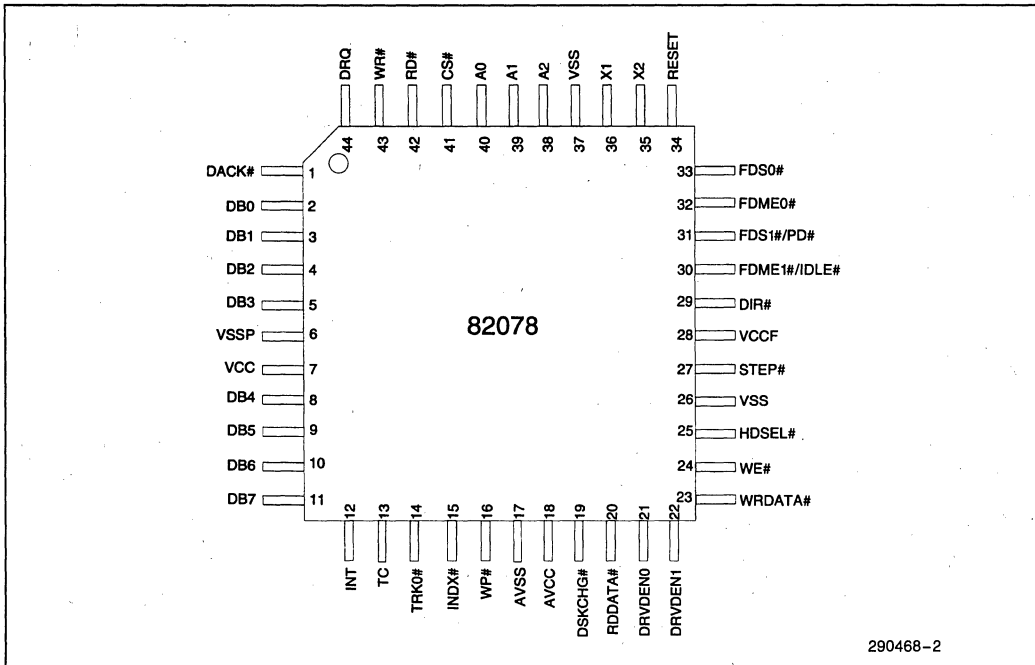 DRQ WR# RD# CS# A0 A1 A2 VSS X1 X2 RESET
44 43 42 41 40 39 38 37 36 35 34
DACK# 1 33 FDS0#
DB0 2 32 FDME0#
DB1 3 31 FDS1#/PD#
DB2 4 30 FDME1#/IDLE#
DB3 5 29 DIR#
82078
VSSP 6 28 VCCF
VCC 7 27 STEP#
DB4 8 26 VSS
DB5 9 25 HDSEL#
DB6 10 24 WE#
DB7 11 23 WRDATA#
12 13 14 15 16 17 18 19 20 21 22
INT TC TRK0# INDX# WP# AVSS AVCC DSKCHG# RDDATA# DRVDEN0 DRVDEN1
290468-2